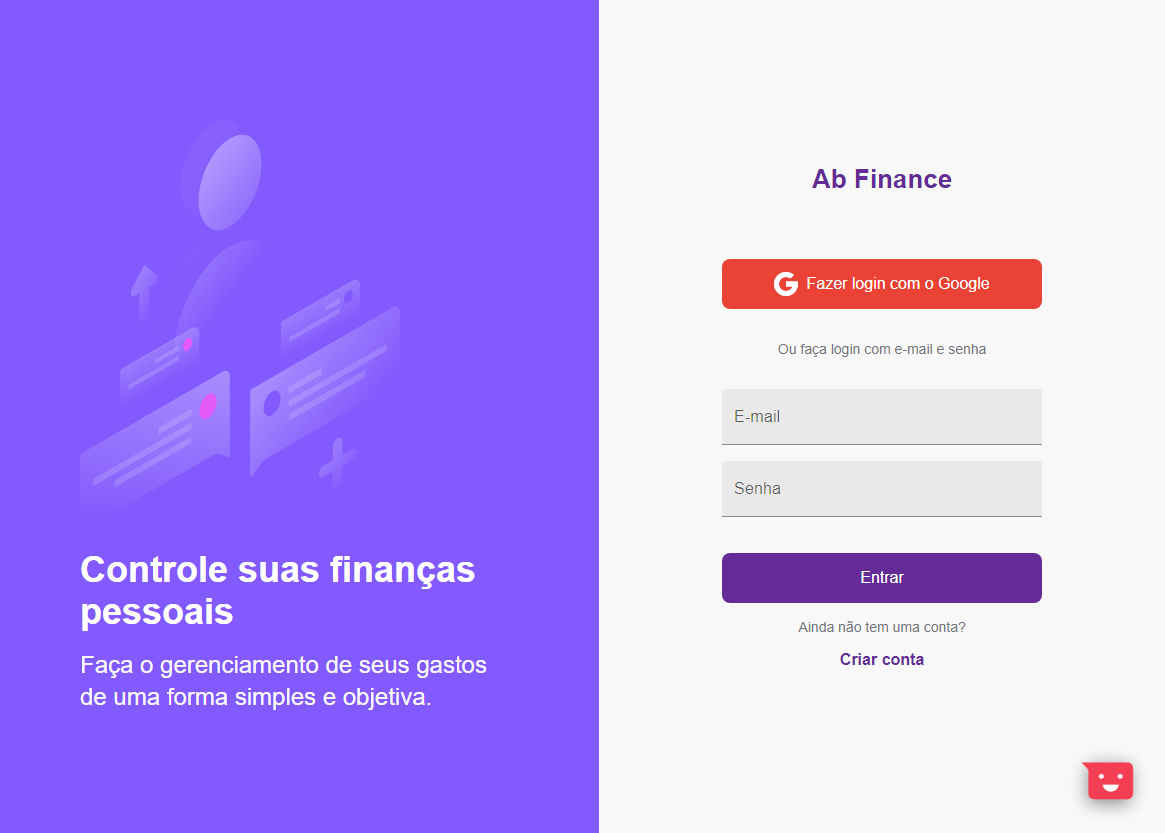 Controle suas finanças
pessoais
Faça o gerenciamento de seus gastos
de uma forma simples e objetiva.
Ab Finance
Fazer login com o Google
Ou faça login com e-mail e senha
E-mail
Senha
Entrar
Ainda não tem uma conta?
Criar conta